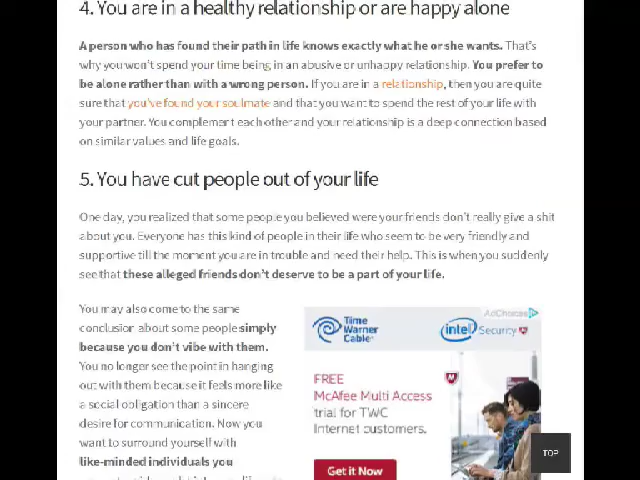 4. You are in a healthy relationship or are happy alone
A person who has found their path in life knows exactly what he or she wants. That's
why you won't spend your time being in an abusive or unhappy relationship. You prefer to
be alone rather than with a wrong person. If you are in a relationship, then you are quite
sure that you've found your soulmate and that you want to spend the rest of your life with
your partner. You complement each other and your relationship is a deep connection based
on similar values and life goals.
5. You have cut people out of your life
One day, you realized that some people you believed were your friends don't really give a shit
about you. Everyone has this kind of people in their life who seem to be very friendly and
supportive till the moment you are in trouble and need their help. This is when you suddenly
see that these alleged friends don't deserve to be a part of your life.
You may also come to the same
conclusion about some people simply
because you don't vibe with them.
You no longer see the point in hanging
out with them because it feels more like
a social obligation than a sincere
desire for communication. Now you
want to surround yourself with
like-minded individuals you
AdChoices
Time
Warner
Cable
intel Security
FREE
McAfee Multi Access
trial for TWC
Internet customers.
Get it Now
TOP